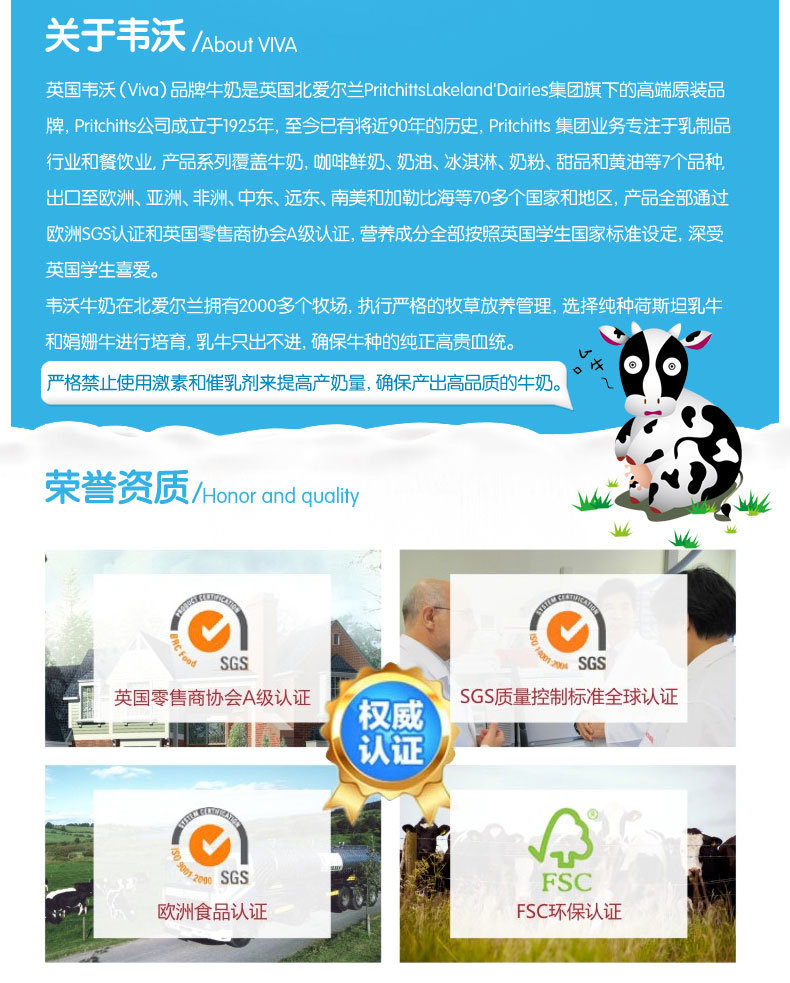 关于韦沃/About VIVA
英国韦沃(Viva)品牌牛奶是英国北爱尔兰PritchittsLakeland'Dairies集团旗下的高端原装品
牌, Pritchitts公司成立于1925年, 至今已有将近90年的历史, Pritchitts 集团业务专注于乳制品
行业和餐饮业, 产品系列覆盖牛奶, 咖啡鲜奶、奶油、冰淇淋、奶粉、甜品和黄油等7个品种,
出口至欧洲、亚洲、非洲、中东、远东、南美和加勒比海等70多个国家和地区, 产品全部通过
欧洲SGS认证和英国零售商协会A级认证, 营养成分全部按照英国学生国家标准设定, 深受
英国学生喜爱。
韦沃牛奶在北爱尔兰拥有2000多个牧场, 执行严格的牧草放养管理, 选择纯种荷斯坦乳牛
和娟姗牛进行培育, 乳牛只出不进, 确保牛种的纯正高贵血统。
严格禁止使用激素和催乳剂来提高产奶量, 确保产出高品质的牛奶。
荣誉资质/Honor and quality
PRODUCT CERTIFICATION
BRC Food
SGS
英国零售商协会A级认证
SYSTEM CERTIFICATION
ISO 14001:2004
SGS
SGS质量控制标准全球认证
权威
认证
SYSTEM CERTIFICATION
ISO 9001:2000
SGS
欧洲食品认证
®
FSC
FSC环保认证